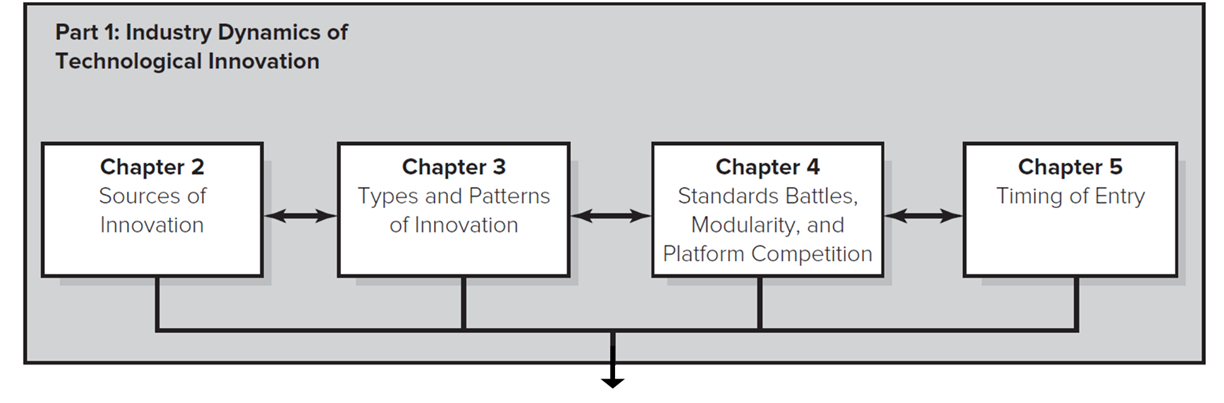 Part 1: Industry Dynamics of
Technological Innovation
Chapter 2
Sources of
Innovation
Chapter 3
Types and Patterns
of Innovation
Chapter 4
Standards Battles,
Modularity, and
Platform Competition
Chapter 5
Timing of Entry